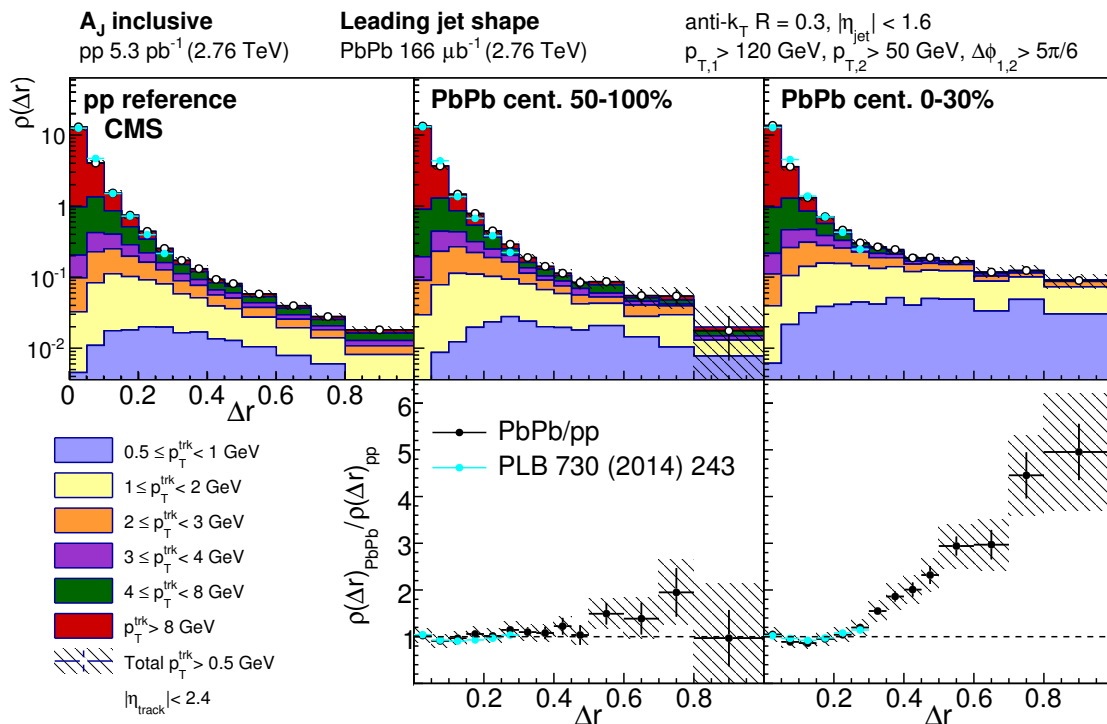 A_J inclusive
pp 5.3 pb⁻¹ (2.76 TeV)
Leading jet shape
PbPb 166 μb⁻¹ (2.76 TeV)
anti-k_T R = 0.3, |η_jet| < 1.6
p_T,1 > 120 GeV, p_T,2 > 50 GeV, Δϕ_1,2 > 5π/6
ρ(Δr)
pp reference
CMS
PbPb cent. 50-100%
PbPb cent. 0-30%
10
1
10⁻¹
10⁻²
0 0.2 0.4 0.6 0.8
Δr
0.5 ≤ p_T^trk < 1 GeV
1 ≤ p_T^trk < 2 GeV
2 ≤ p_T^trk < 3 GeV
3 ≤ p_T^trk < 4 GeV
4 ≤ p_T^trk < 8 GeV
p_T^trk > 8 GeV
Total p_T^trk > 0.5 GeV
|η_track| < 2.4
ρ(Δr)_PbPb/ρ(Δr)_pp
6
5
4
3
2
1
PbPb/pp
PLB 730 (2014) 243
0.2 0.4 0.6 0.8
Δr
0.2 0.4 0.6 0.8
Δr